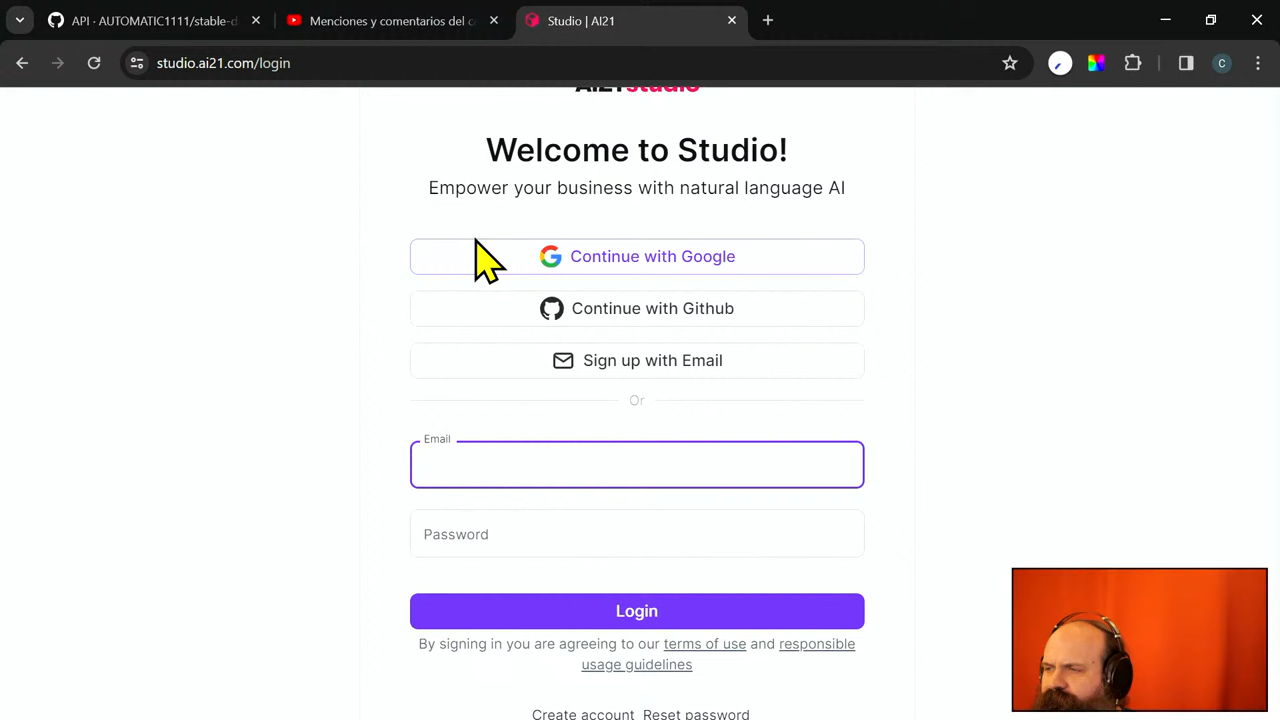 API · AUTOMATIC1111/stable-d
Menciones y comentarios del c
Studio | AI21
studio.ai21.com/login
C
AI21studio
Welcome to Studio!
Empower your business with natural language AI
Continue with Google
Continue with Github
Sign up with Email
Or
Email
Password
Login
By signing in you are agreeing to our terms of use and responsible
usage guidelines
Create account Reset password